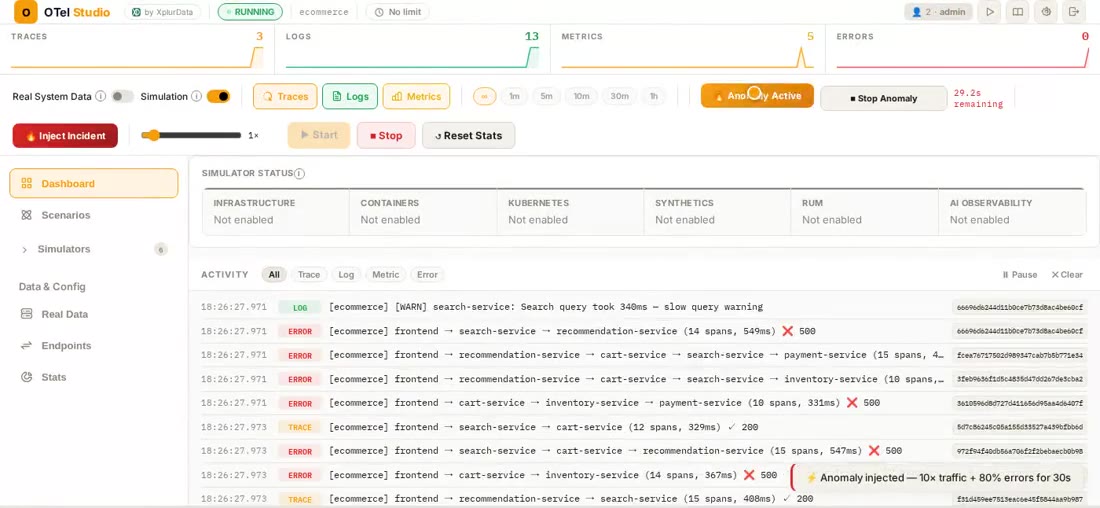 O OTel Studio by XplurData RUNNING ecommerce No limit 2 · admin
TRACES 3 LOGS 13 METRICS 5 ERRORS 0
Real System Data Simulation Traces Logs Metrics ∞ 1m 5m 10m 30m 1h Anomaly Active Stop Anomaly 29.2s remaining
Inject Incident 1× Start Stop Reset Stats
Dashboard
Scenarios
Simulators 6
Data & Config
Real Data
Endpoints
Stats
SIMULATOR STATUS
INFRASTRUCTURE CONTAINERS KUBERNETES SYNTHETICS RUM AI OBSERVABILITY
Not enabled Not enabled Not enabled Not enabled Not enabled Not enabled
ACTIVITY All Trace Log Metric Error Pause Clear
18:26:27.971 LOG [ecommerce] [WARN] search-service: Search query took 340ms — slow query warning
18:26:27.971 ERROR [ecommerce] frontend → search-service → recommendation-service (14 spans, 549ms) ❌ 500
18:26:27.971 ERROR [ecommerce] frontend → recommendation-service → cart-service → search-service → payment-service (15 spans, 4…
18:26:27.971 ERROR [ecommerce] frontend → recommendation-service → cart-service → search-service → inventory-service (10 spans,…
18:26:27.971 ERROR [ecommerce] frontend → cart-service → inventory-service → payment-service (10 spans, 331ms) ❌ 500
18:26:27.973 TRACE [ecommerce] frontend → search-service → cart-service (12 spans, 329ms) ✓ 200
18:26:27.973 ERROR [ecommerce] frontend → search-service → cart-service → recommendation-service (15 spans, 547ms) ❌ 500
18:26:27.973 ERROR [ecommerce] frontend → cart-service → inventory-service (14 spans, 367ms) ❌ 500
⚡ Anomaly injected — 10× traffic + 80% errors for 30s
18:26:27.973 TRACE [ecommerce] frontend → search-service → recommendation-service (15 spans, 408ms) ✓ 200